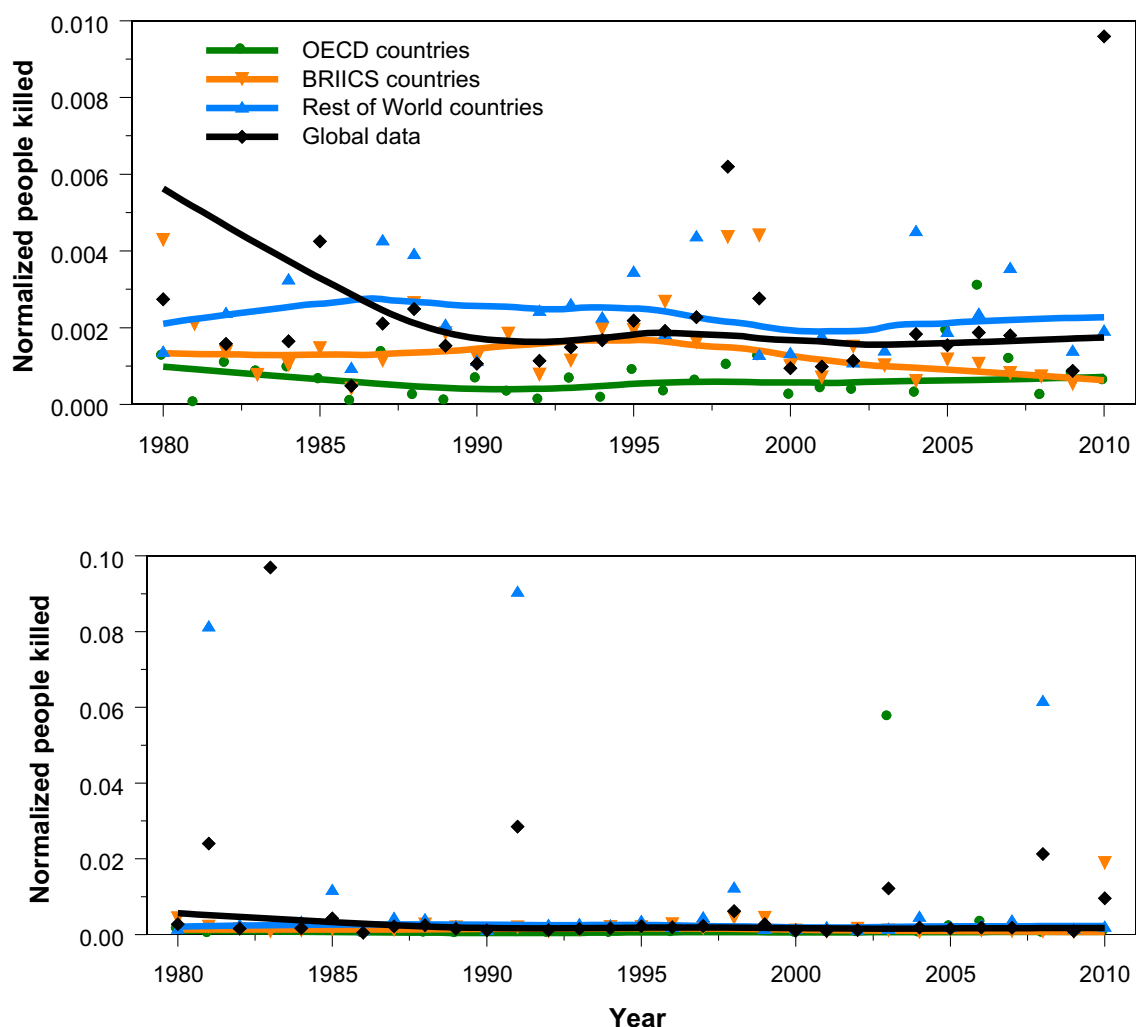 Normalized people killed
0.010
0.008
0.006
0.004
0.002
0.000
OECD countries
BRIICS countries
Rest of World countries
Global data
1980 1985 1990 1995 2000 2005 2010
Normalized people killed
0.10
0.08
0.06
0.04
0.02
0.00
1980 1985 1990 1995 2000 2005 2010
Year